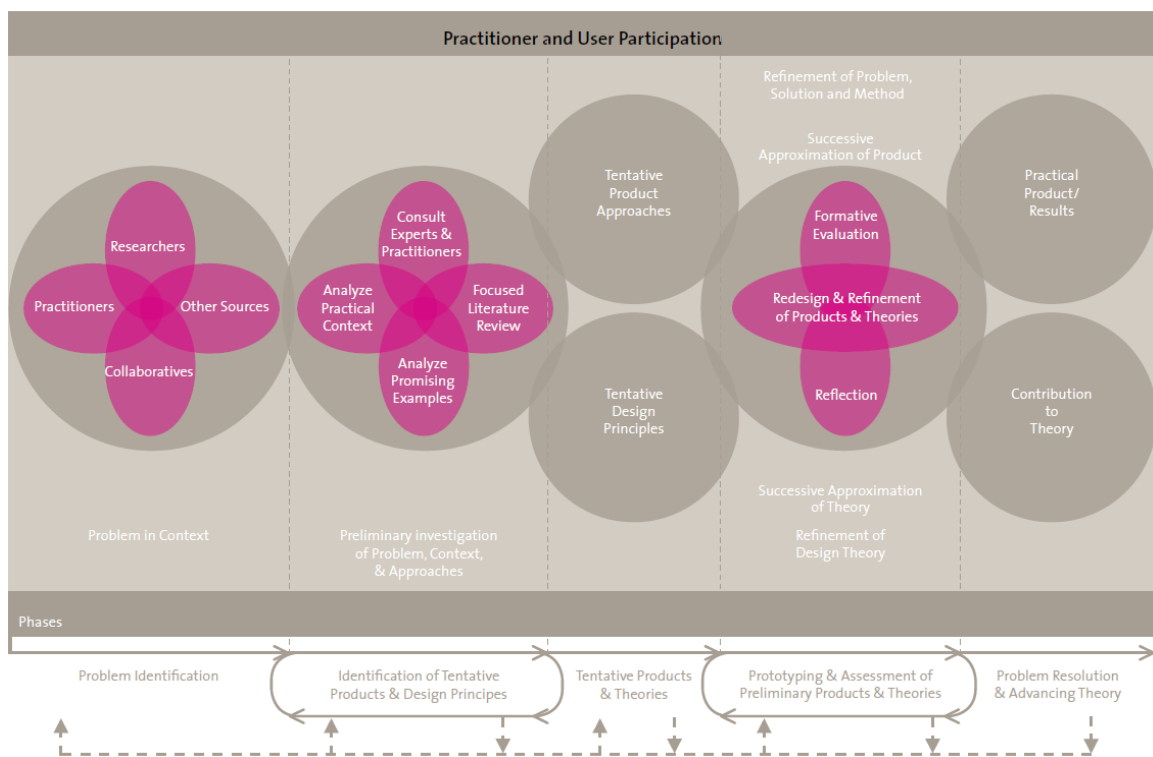 Practitioner and User Participation
Researchers
Practitioners
Other Sources
Collaboratives
Problem in Context
Consult
Experts &
Practitioners
Analyze
Practical
Context
Focused
Literature
Review
Analyze
Promising
Examples
Preliminary investigation
of Problem, Context,
& Approaches
Tentative
Product
Approaches
Tentative
Design
Principles
Refinement of Problem,
Solution and Method
Successive
Approximation of Product
Formative
Evaluation
Redesign & Refinement
of Products & Theories
Reflection
Successive Approximation
of Theory
Refinement of
Design Theory
Practical
Product/
Results
Contribution
to
Theory
Phases
Problem Identification
Identification of Tentative
Products & Design Principes
Tentative Products
& Theories
Prototyping & Assessment of
Preliminary Products & Theories
Problem Resolution
& Advancing Theory